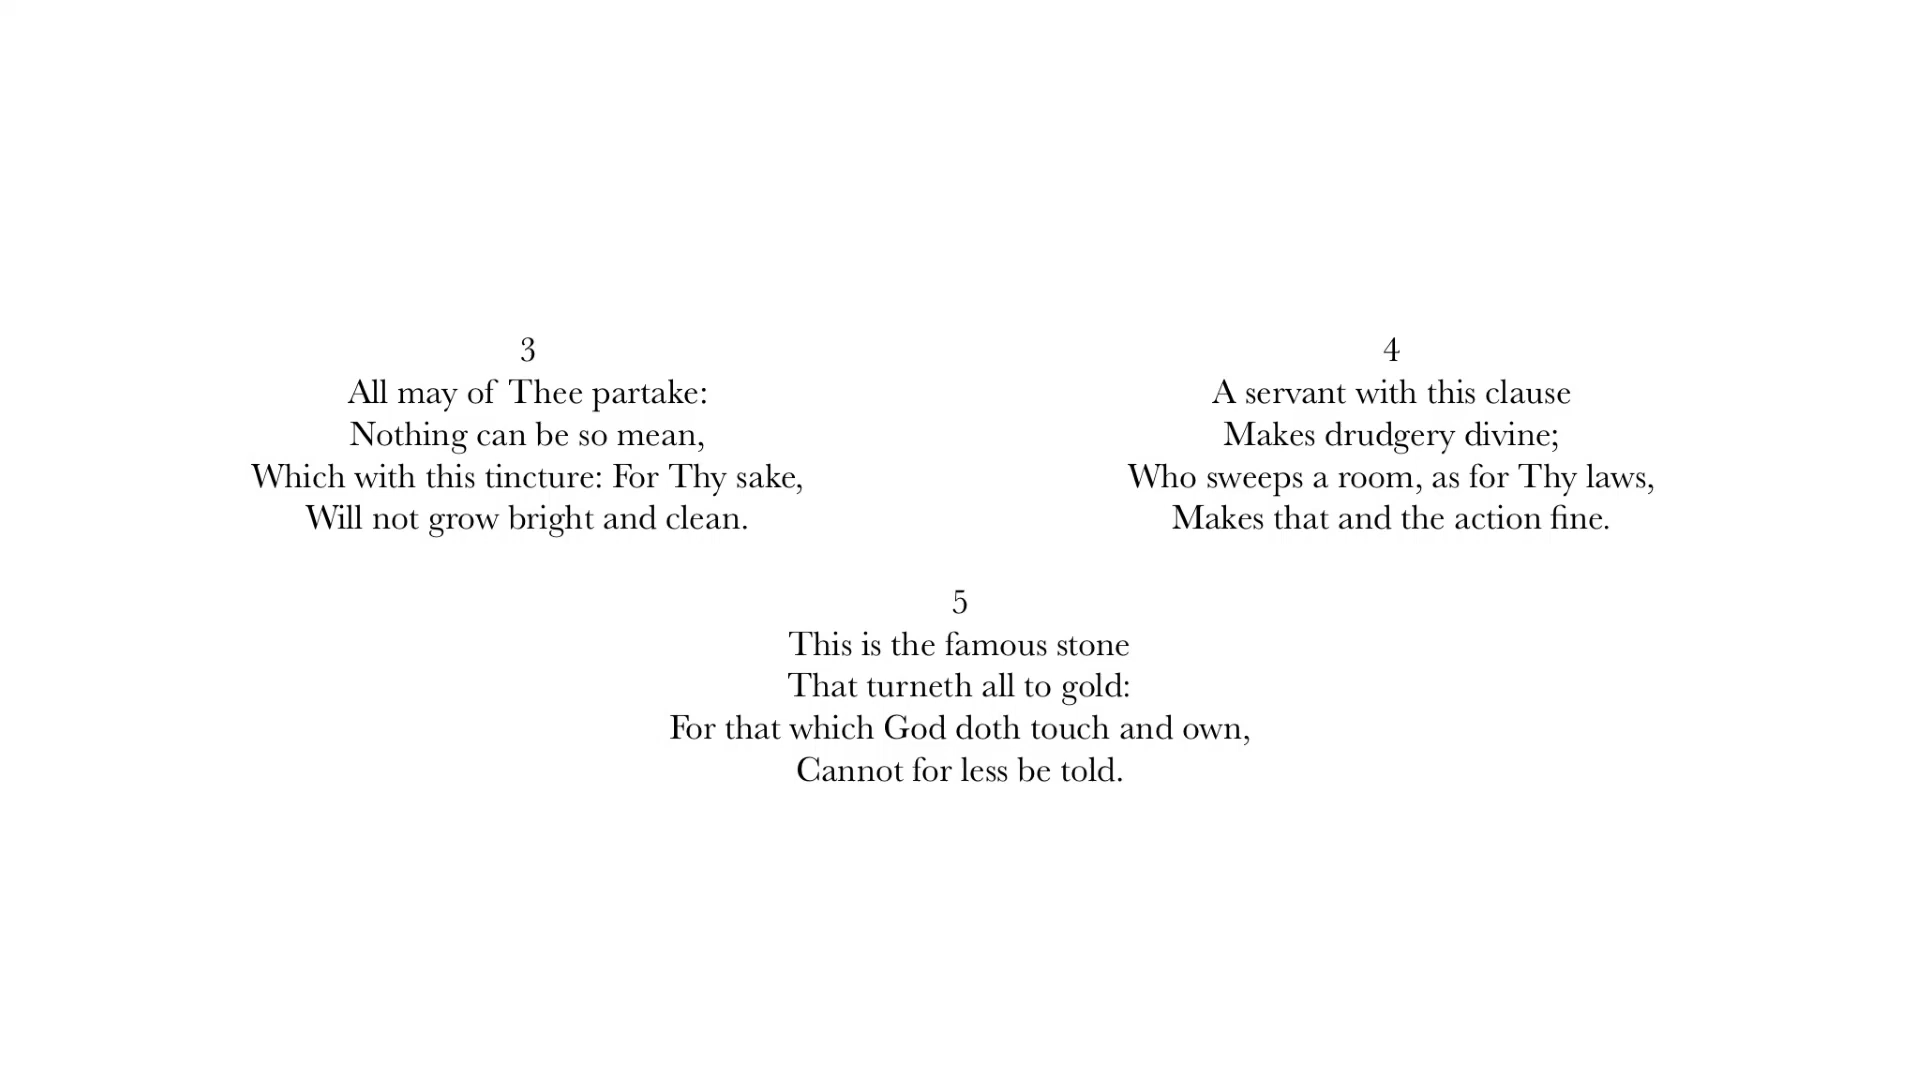 3
All may of Thee partake:
Nothing can be so mean,
Which with this tincture: For Thy sake,
Will not grow bright and clean.
4
A servant with this clause
Makes drudgery divine;
Who sweeps a room, as for Thy laws,
Makes that and the action fine.
5
This is the famous stone
That turneth all to gold:
For that which God doth touch and own,
Cannot for less be told.